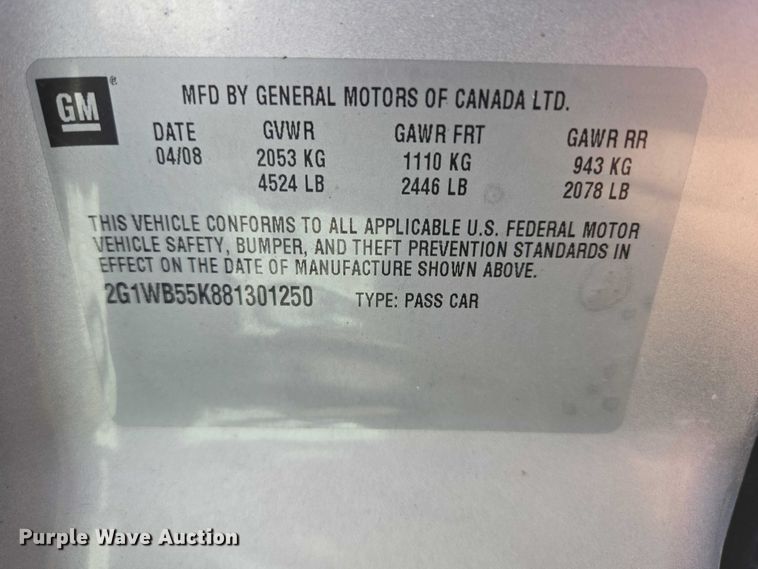 GM®
MFD BY GENERAL MOTORS OF CANADA LTD.
DATE GVWR GAWR FRT GAWR RR
04/08 2053 KG 1110 KG 943 KG
4524 LB 2446 LB 2078 LB
THIS VEHICLE CONFORMS TO ALL APPLICABLE U.S. FEDERAL MOTOR
VEHICLE SAFETY, BUMPER, AND THEFT PREVENTION STANDARDS IN
EFFECT ON THE DATE OF MANUFACTURE SHOWN ABOVE.
2G1WB55K881301250 TYPE: PASS CAR
Purple Wave Auction